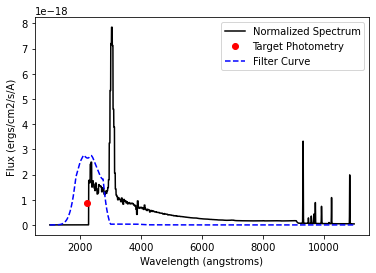 1e−18
Normalized Spectrum
Target Photometry
Filter Curve
8
7
6
5
4
3
2
1
0
Flux (ergs/cm2/s/A)
2000 4000 6000 8000 10000
Wavelength (angstroms)